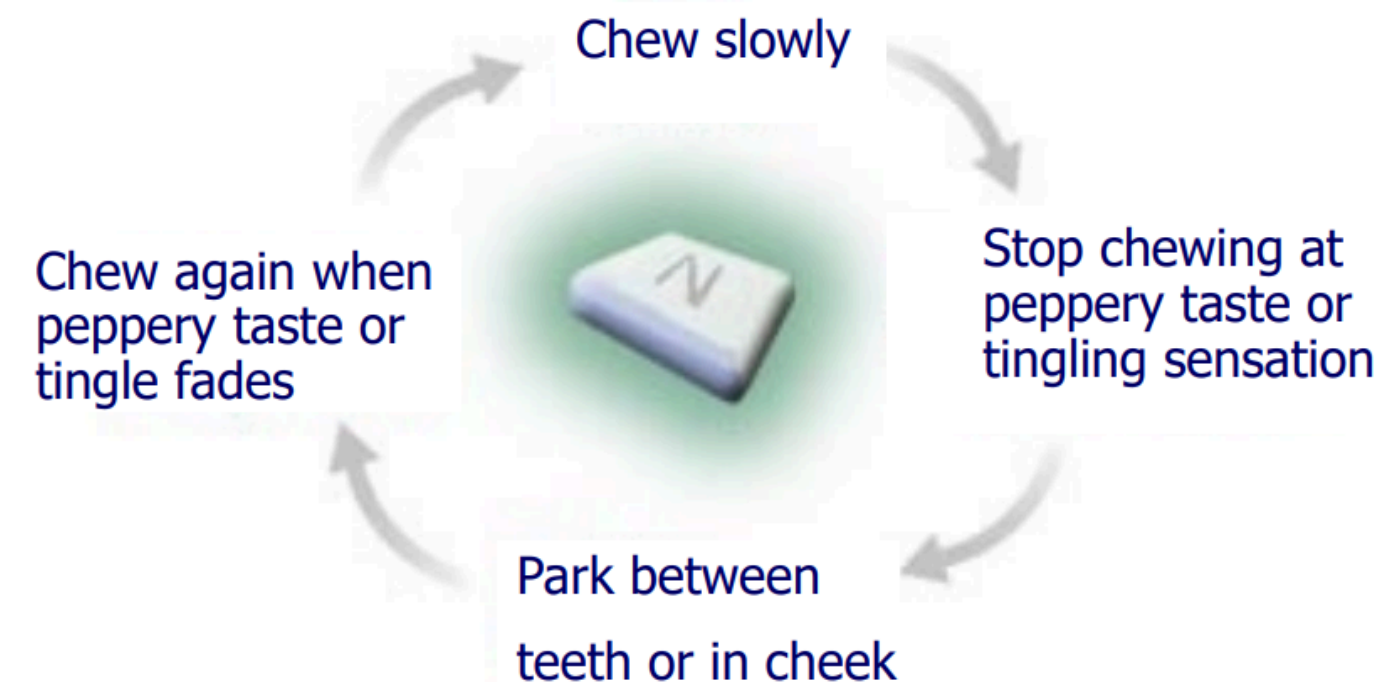 Chew slowly
Stop chewing at
peppery taste or
tingling sensation
Park between
teeth or in cheek
Chew again when
peppery taste or
tingle fades
N